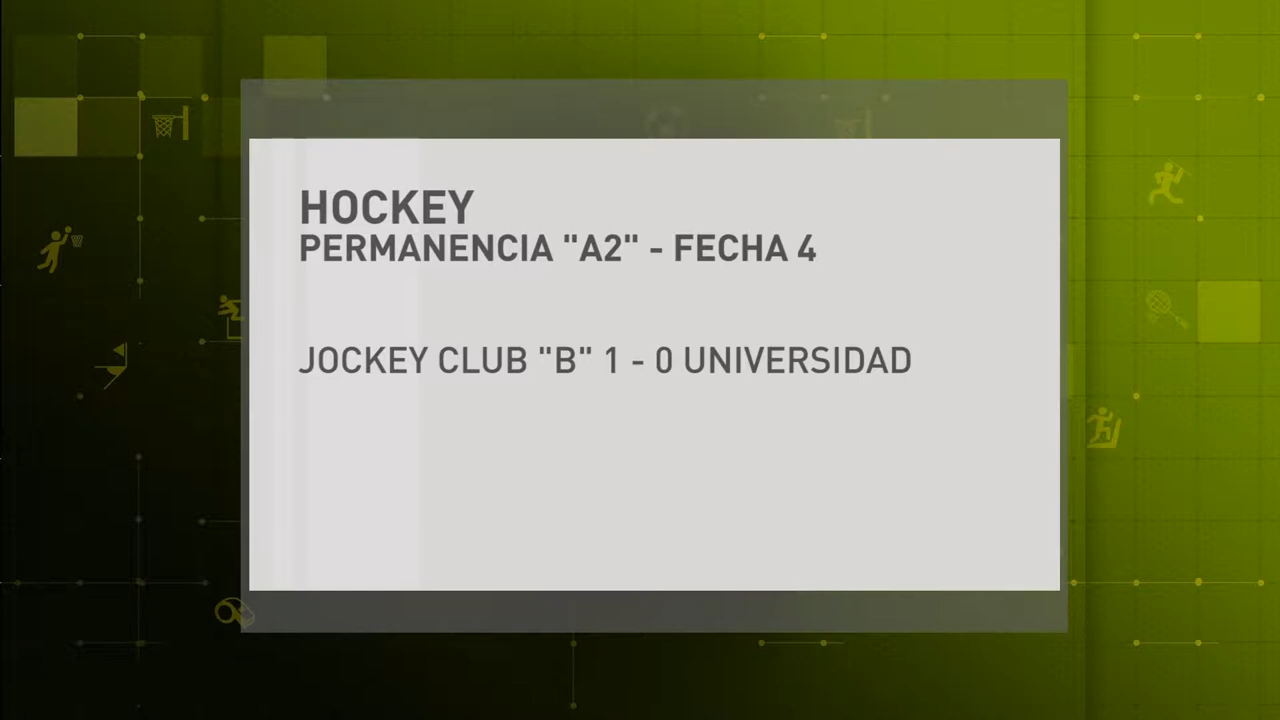 HOCKEY
PERMANENCIA "A2" - FECHA 4
JOCKEY CLUB "B" 1 - 0 UNIVERSIDAD